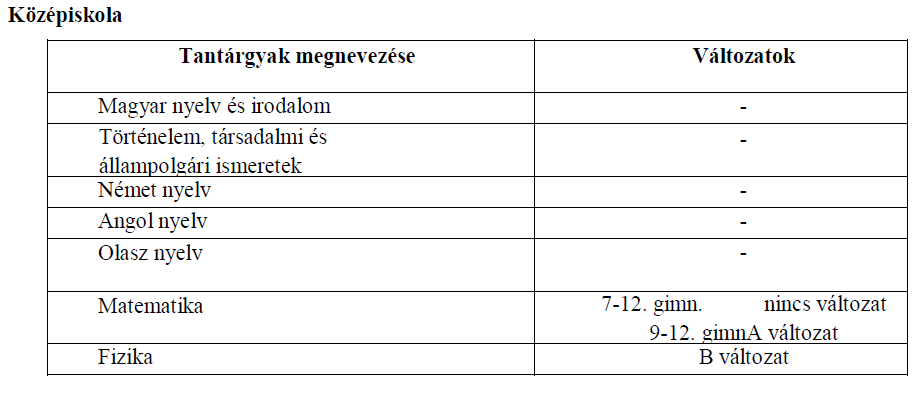 Középiskola
Tantárgyak megnevezése Változatok
Magyar nyelv és irodalom -
Történelem, társadalmi és -
állampolgári ismeretek
Német nyelv -
Angol nyelv -
Olasz nyelv -
Matematika 7-12. gimn. nincs változat
9-12. gimnA változat
Fizika B változat